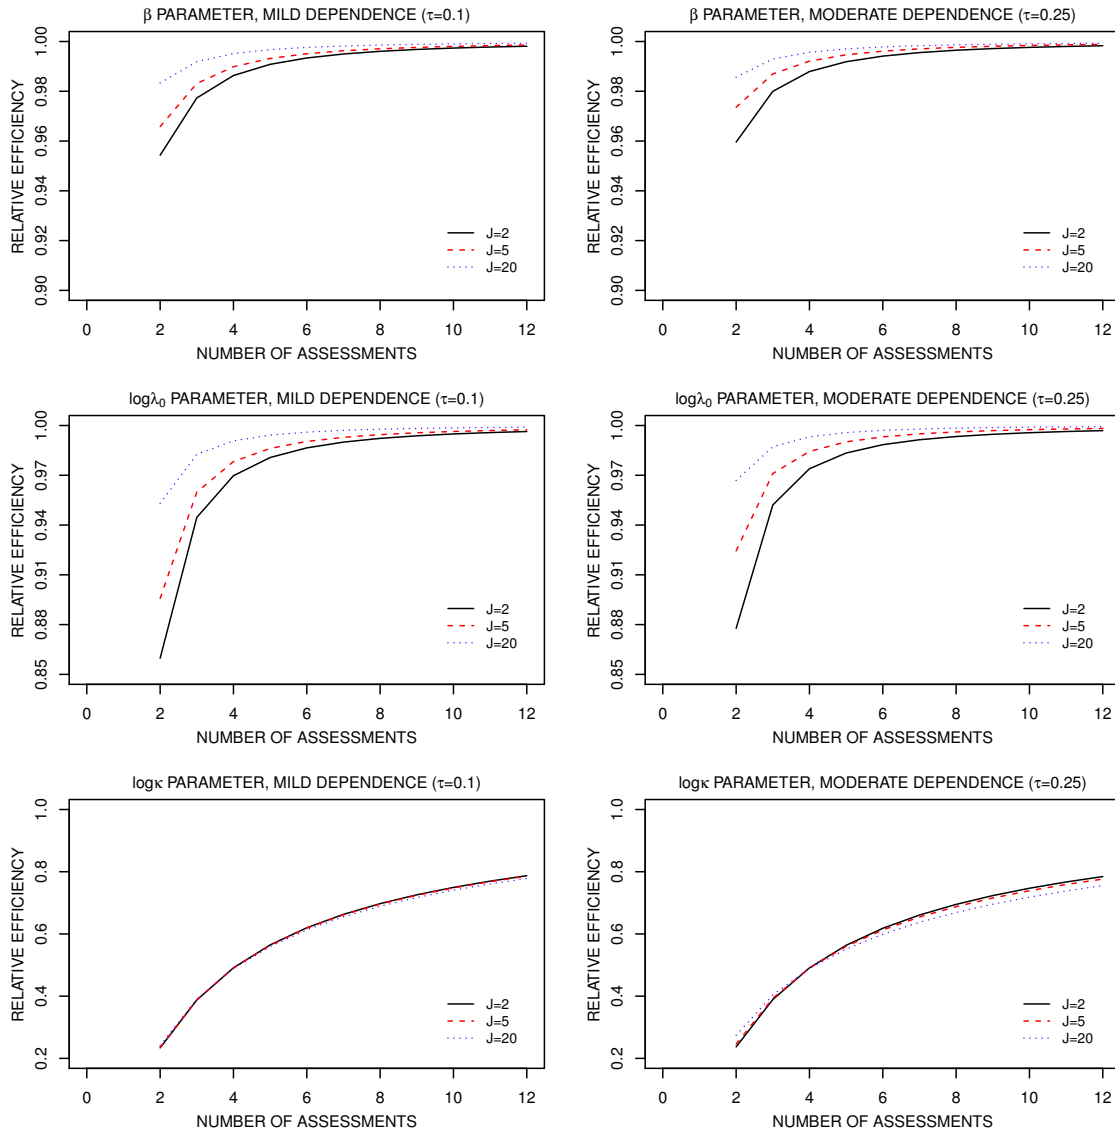 β PARAMETER, MILD DEPENDENCE (τ=0.1)
RELATIVE EFFICIENCY
1.00
0.98
0.96
0.94
0.92
0.90
J=2
J=5
J=20
0 2 4 6 8 10 12
NUMBER OF ASSESSMENTS
β PARAMETER, MODERATE DEPENDENCE (τ=0.25)
RELATIVE EFFICIENCY
1.00
0.98
0.96
0.94
0.92
0.90
J=2
J=5
J=20
0 2 4 6 8 10 12
NUMBER OF ASSESSMENTS
logλ₀ PARAMETER, MILD DEPENDENCE (τ=0.1)
RELATIVE EFFICIENCY
1.00
0.97
0.94
0.91
0.88
0.85
J=2
J=5
J=20
0 2 4 6 8 10 12
NUMBER OF ASSESSMENTS
logλ₀ PARAMETER, MODERATE DEPENDENCE (τ=0.25)
RELATIVE EFFICIENCY
1.00
0.97
0.94
0.91
0.88
0.85
J=2
J=5
J=20
0 2 4 6 8 10 12
NUMBER OF ASSESSMENTS
logκ PARAMETER, MILD DEPENDENCE (τ=0.1)
RELATIVE EFFICIENCY
1.0
0.8
0.6
0.4
0.2
J=2
J=5
J=20
0 2 4 6 8 10 12
NUMBER OF ASSESSMENTS
logκ PARAMETER, MODERATE DEPENDENCE (τ=0.25)
RELATIVE EFFICIENCY
1.0
0.8
0.6
0.4
0.2
J=2
J=5
J=20
0 2 4 6 8 10 12
NUMBER OF ASSESSMENTS